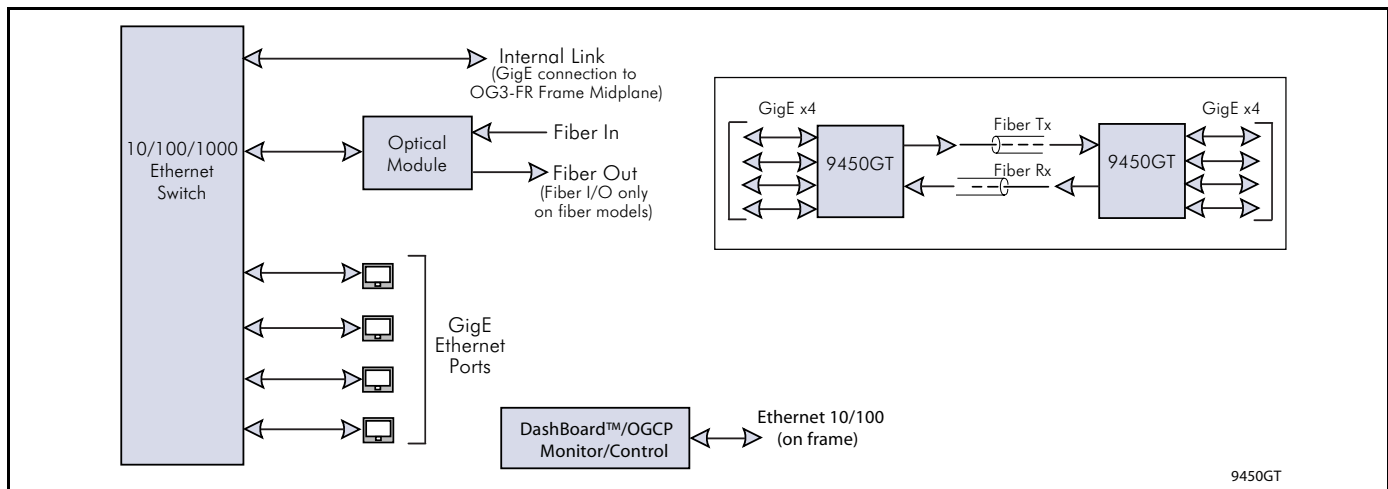 10/100/1000
Ethernet
Switch
Internal Link
(GigE connection to
OG3-FR Frame Midplane)
Optical
Module
Fiber In
Fiber Out
(Fiber I/O only
on fiber models)
GigE
Ethernet
Ports
GigE x4
9450GT
Fiber Tx
Fiber Rx
9450GT
GigE x4
DashBoard™/OGCP
Monitor/Control
Ethernet 10/100
(on frame)
9450GT